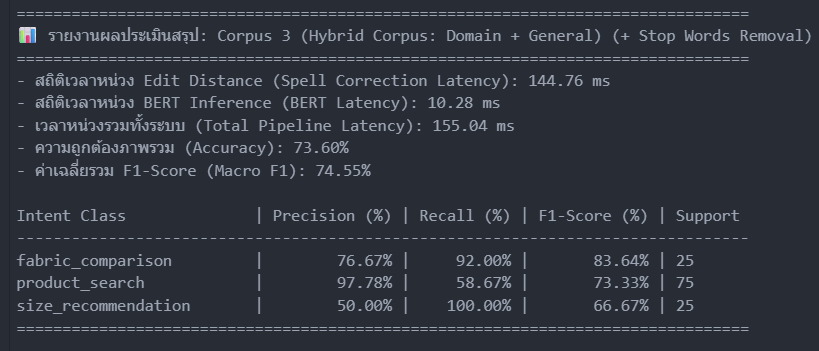 ======================================================================
📊 รายงานผลประเมินสรุป: Corpus 3 (Hybrid Corpus: Domain + General) (+ Stop Words Removal)
======================================================================
- สถิติเวลาหน่วง Edit Distance (Spell Correction Latency): 144.76 ms
- สถิติเวลาหน่วง BERT Inference (BERT Latency): 10.28 ms
- เวลาหน่วงรวมทั้งระบบ (Total Pipeline Latency): 155.04 ms
- ความถูกต้องภาพรวม (Accuracy): 73.60%
- ค่าเฉลี่ยรวม F1-Score (Macro F1): 74.55%
Intent Class | Precision (%) | Recall (%) | F1-Score (%) | Support
----------------------------------------------------------------------
fabric_comparison | 76.67% | 92.00% | 83.64% | 25
product_search | 97.78% | 58.67% | 73.33% | 75
size_recommendation | 50.00% | 100.00% | 66.67% | 25
======================================================================